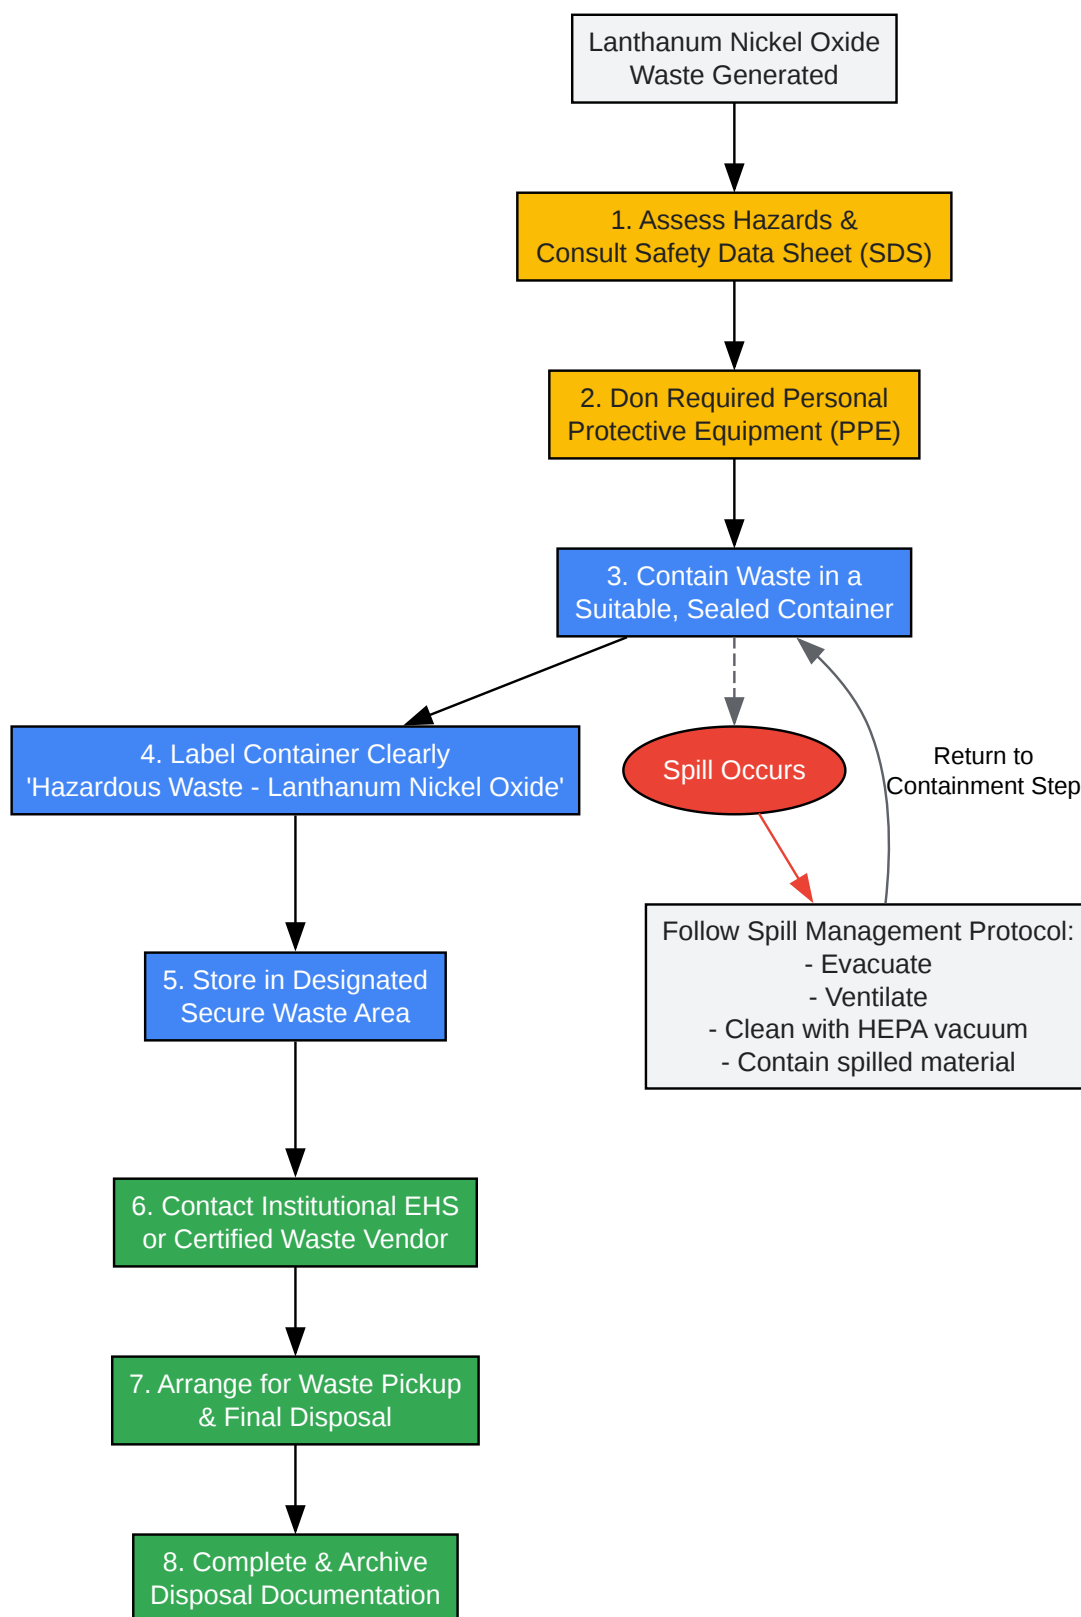 Lanthanum Nickel Oxide
Waste Generated
1. Assess Hazards &
Consult Safety Data Sheet (SDS)
2. Don Required Personal
Protective Equipment (PPE)
3. Contain Waste in a
Suitable, Sealed Container
4. Label Container Clearly
'Hazardous Waste - Lanthanum Nickel Oxide'
Spill Occurs
Return to
Containment Step
Follow Spill Management Protocol:
- Evacuate
- Ventilate
- Clean with HEPA vacuum
- Contain spilled material
5. Store in Designated
Secure Waste Area
6. Contact Institutional EHS
or Certified Waste Vendor
7. Arrange for Waste Pickup
& Final Disposal
8. Complete & Archive
Disposal Documentation